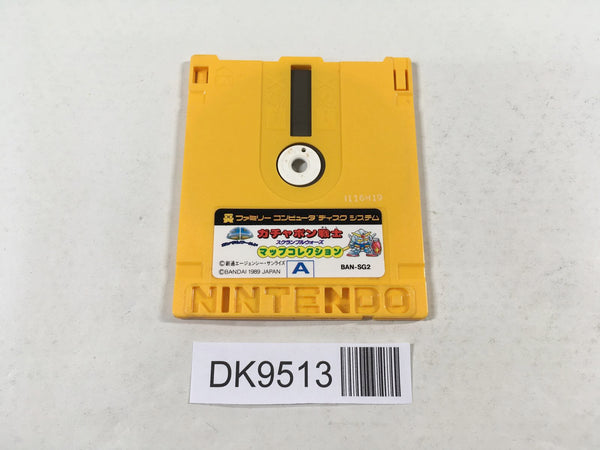 1116419
ファミリー コンピュータ ディスク システム
ガチャポン戦士
スクランブルウォーズ
マップコレクション
©創通エージェンシー・サンライズ
©BANDAI 1989 JAPAN
A
BAN-SG2
NINTENDO
DK9513